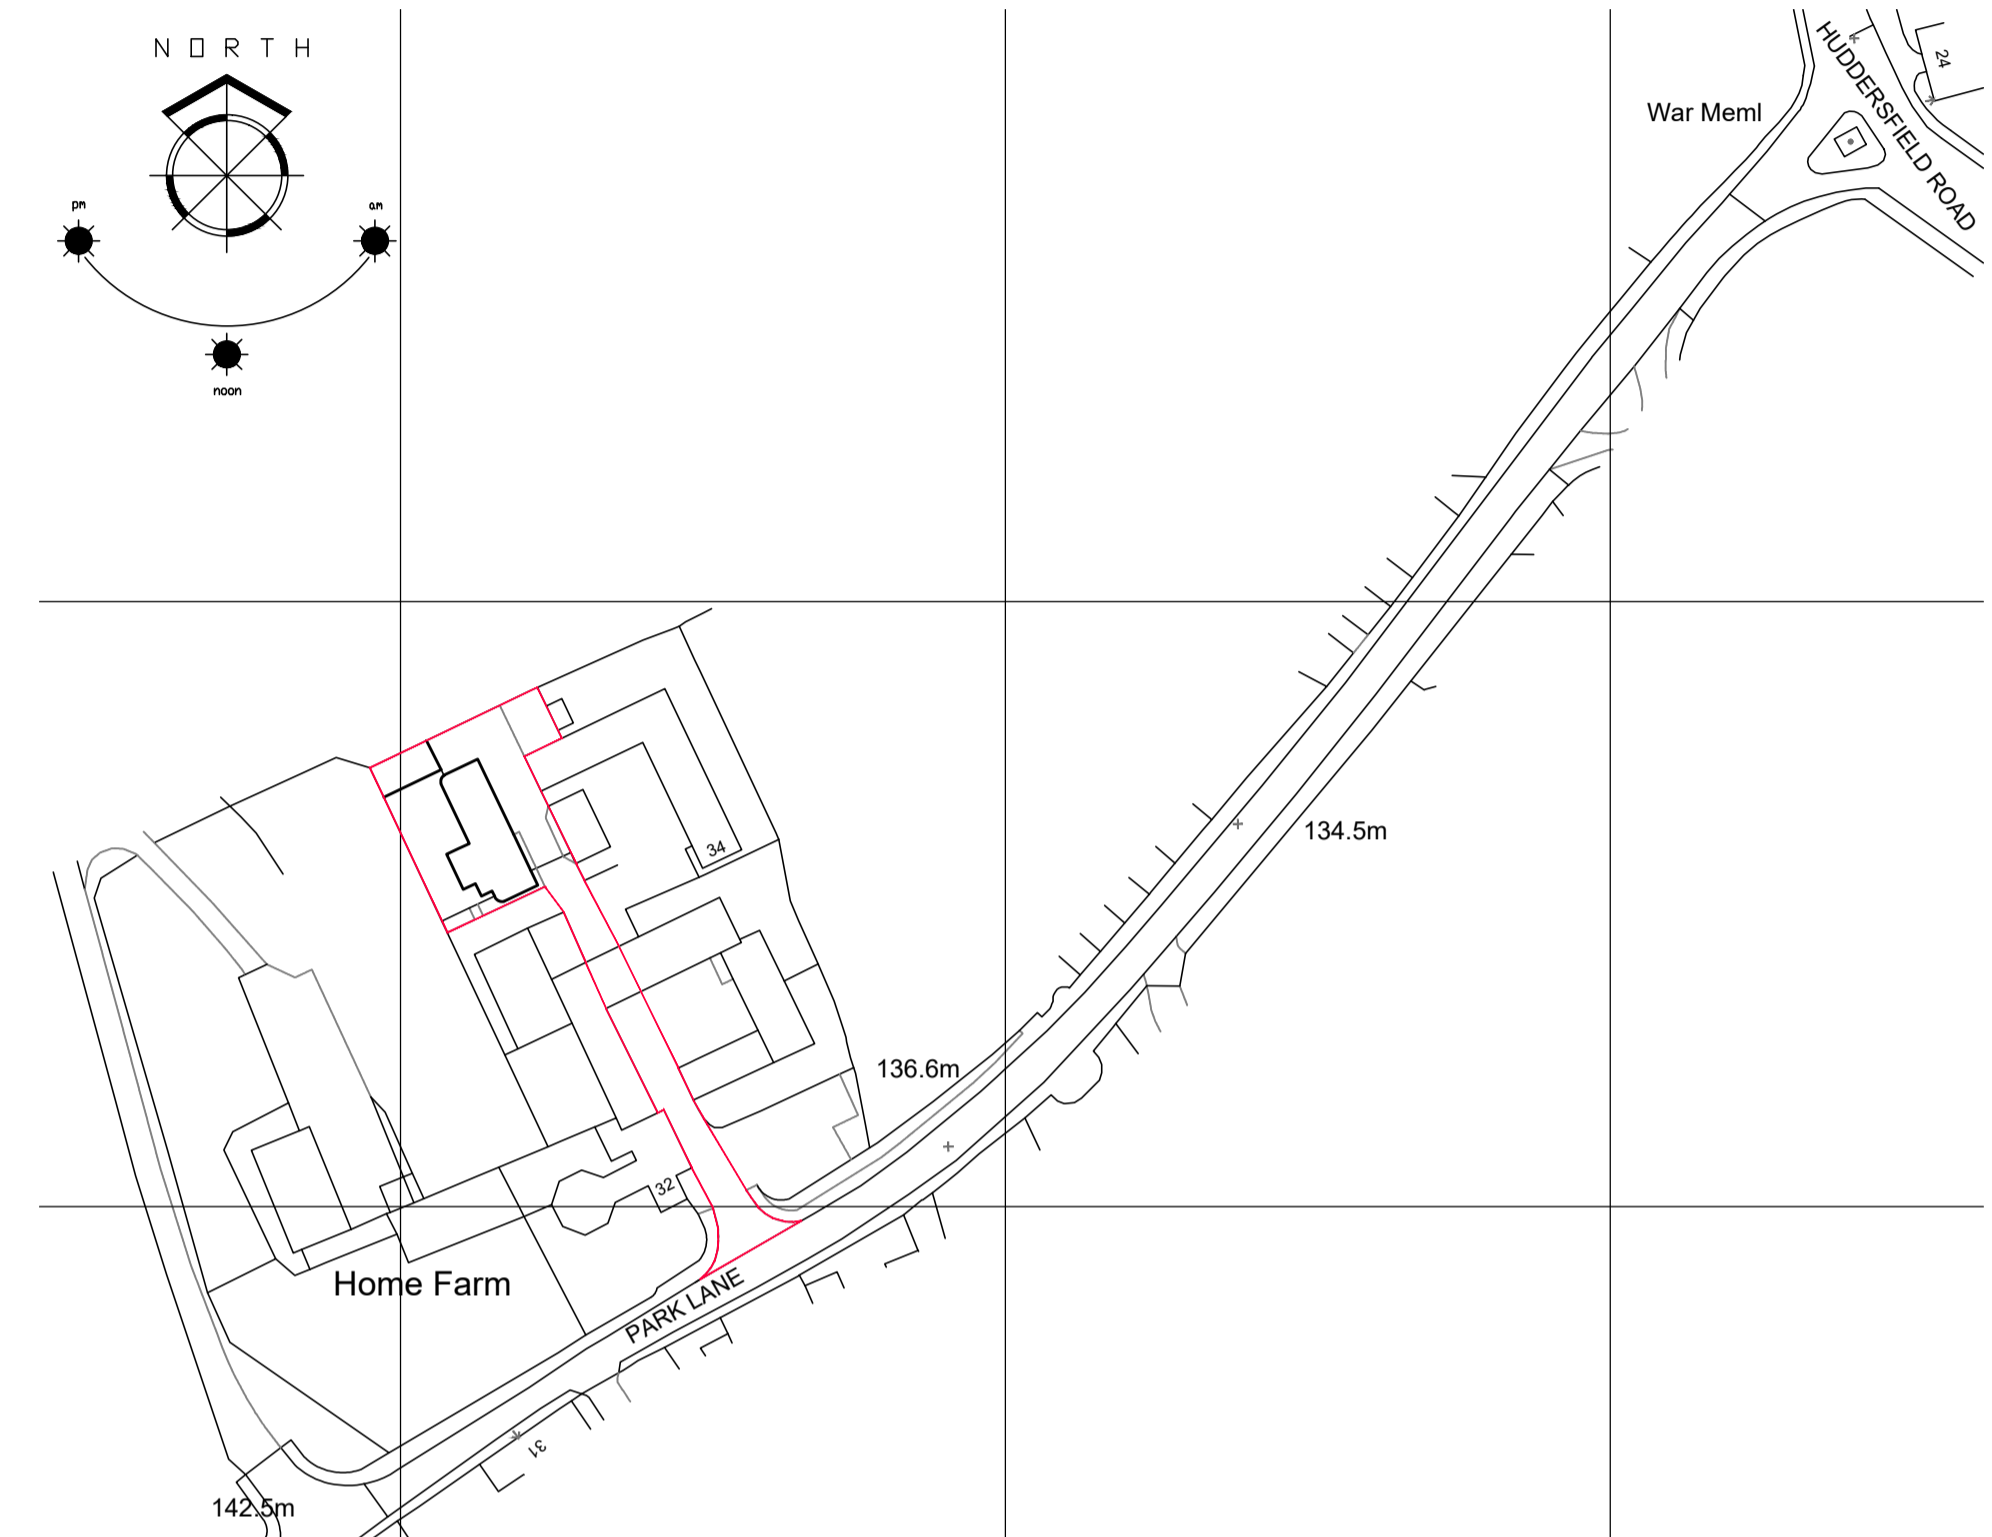 NORTH
pm
am
noon
HUDDERSFIELD ROAD
24
War Meml
134.5m
34
136.6m
32
Home Farm
PARK LANE
31
142.5m